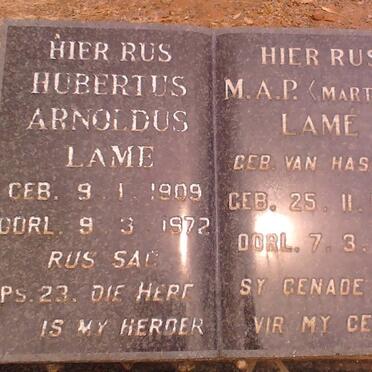 HIER RUS
HUBERTUS
ARNOLDUS
LAMÉ
GEB. 9. 1. 1909
OORL. 9. 3. 1972
RUS SAG
PS. 23. DIE HERE
IS MY HERDER
HIER RUS
M.A.P. (MART
LAMÉ
GEB. VAN HAS
GEB. 25. 11.
OORL. 7. 3.
SY GENADE
VIR MY GE